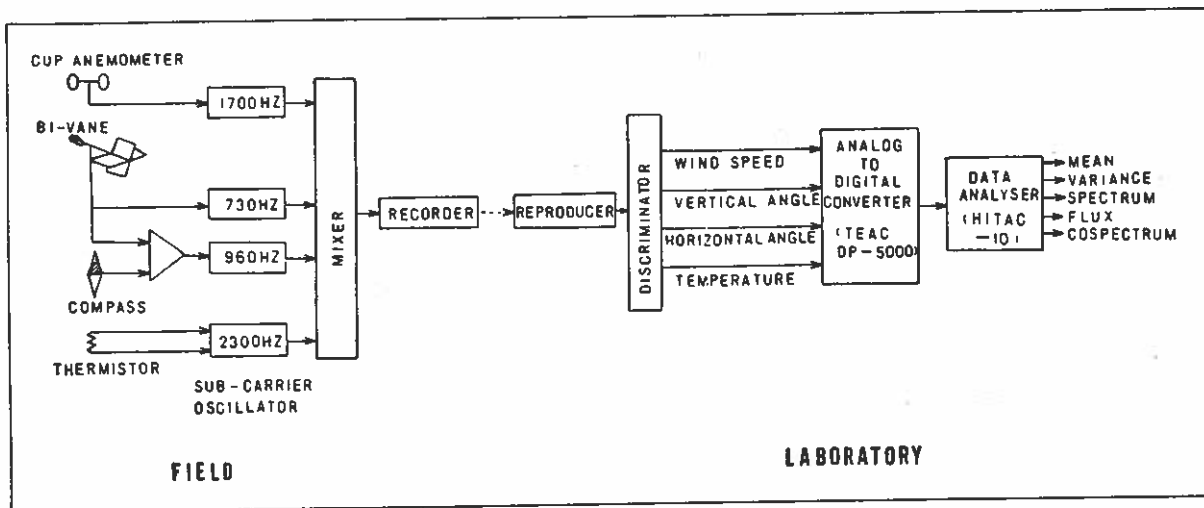 CUP ANEMOMETER
1700HZ
BI-VANE
730HZ
960HZ
COMPASS
2300HZ
THERMISTOR
SUB-CARRIER
OSCILLATOR
MIXER
RECORDER
REPRODUCER
DISCRIMINATOR
WIND SPEED
VERTICAL ANGLE
HORIZONTAL ANGLE
TEMPERATURE
ANALOG
TO
DIGITAL
CONVERTER
(TEAC
DP-5000)
DATA
ANALYSER
(HITAC
-10)
MEAN
VARIANCE
SPECTRUM
FLUX
COSPECTRUM
FIELD
LABORATORY